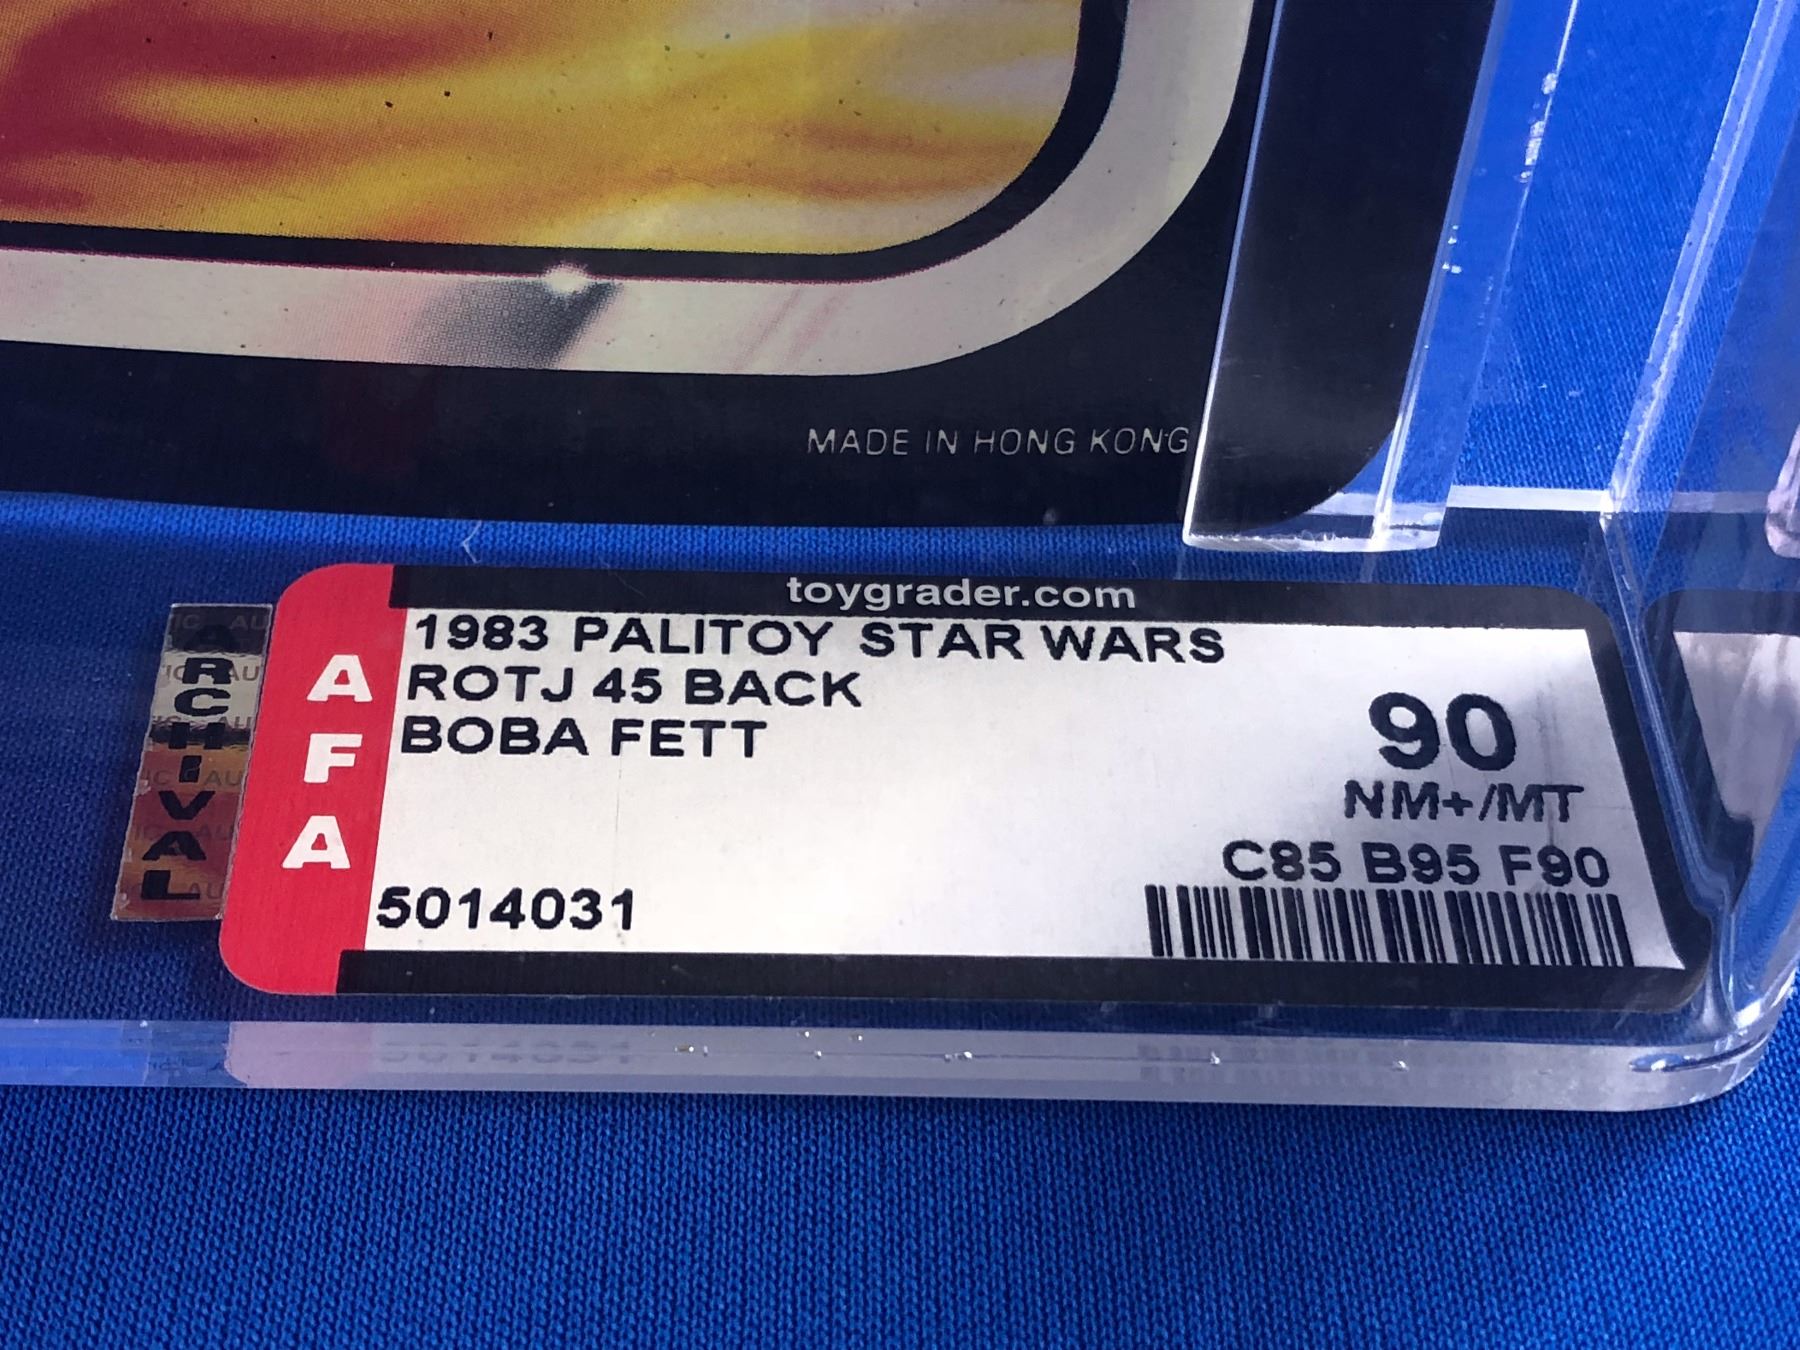 MADE IN HONG KONG
toygrader.com
ARCHIVAL
AFA
1983 PALITOY STAR WARS
ROTJ 45 BACK
BOBA FETT
90
NM+/MT
C85 B95 F90
5014031